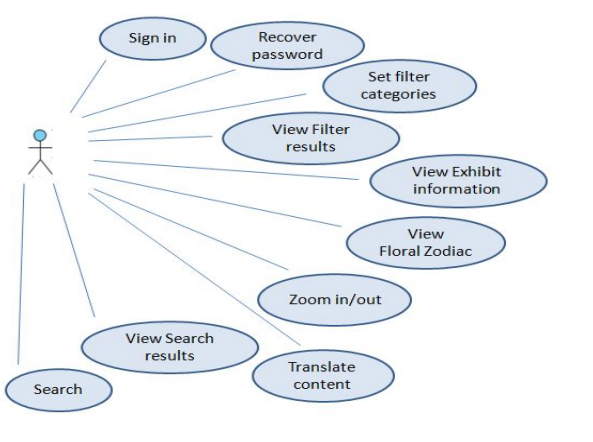 Sign in
Recover
password
Set filter
categories
View Filter
results
View Exhibit
information
View
Floral Zodiac
Zoom in/out
View Search
results
Translate
content
Search